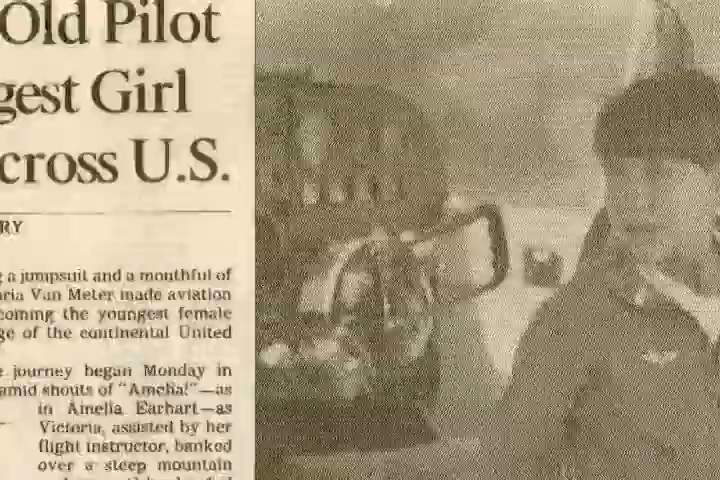 Old Pilot
gest Girl
cross U.S.
RY
g a jumpsuit and a mouthful of
oria Van Meter made aviation
coming the youngest female
ge of the continental United
e journey began Monday in
amid shouts of "Amelia!"—as
in Amelia Earhart—as
Victoria, assisted by her
flight instructor, banked
over a steep mountain